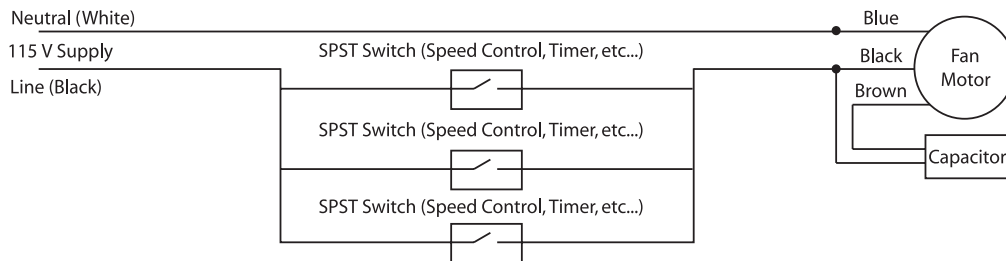 Neutral (White)
115 V Supply
Line (Black)
SPST Switch (Speed Control, Timer, etc...)
SPST Switch (Speed Control, Timer, etc...)
SPST Switch (Speed Control, Timer, etc...)
Blue
Black
Brown
Fan
Motor
Capacitor